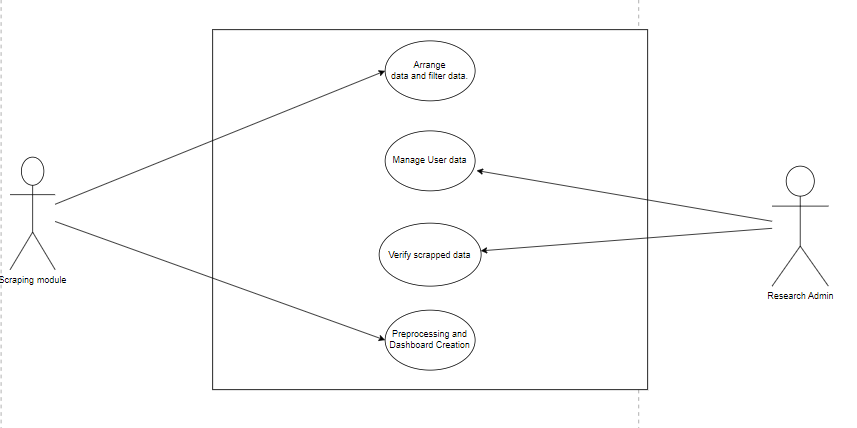 Arrange
data and filter data.
Manage User data
Verify scrapped data
Preprocessing and
Dashboard Creation
Scraping module
Research Admin